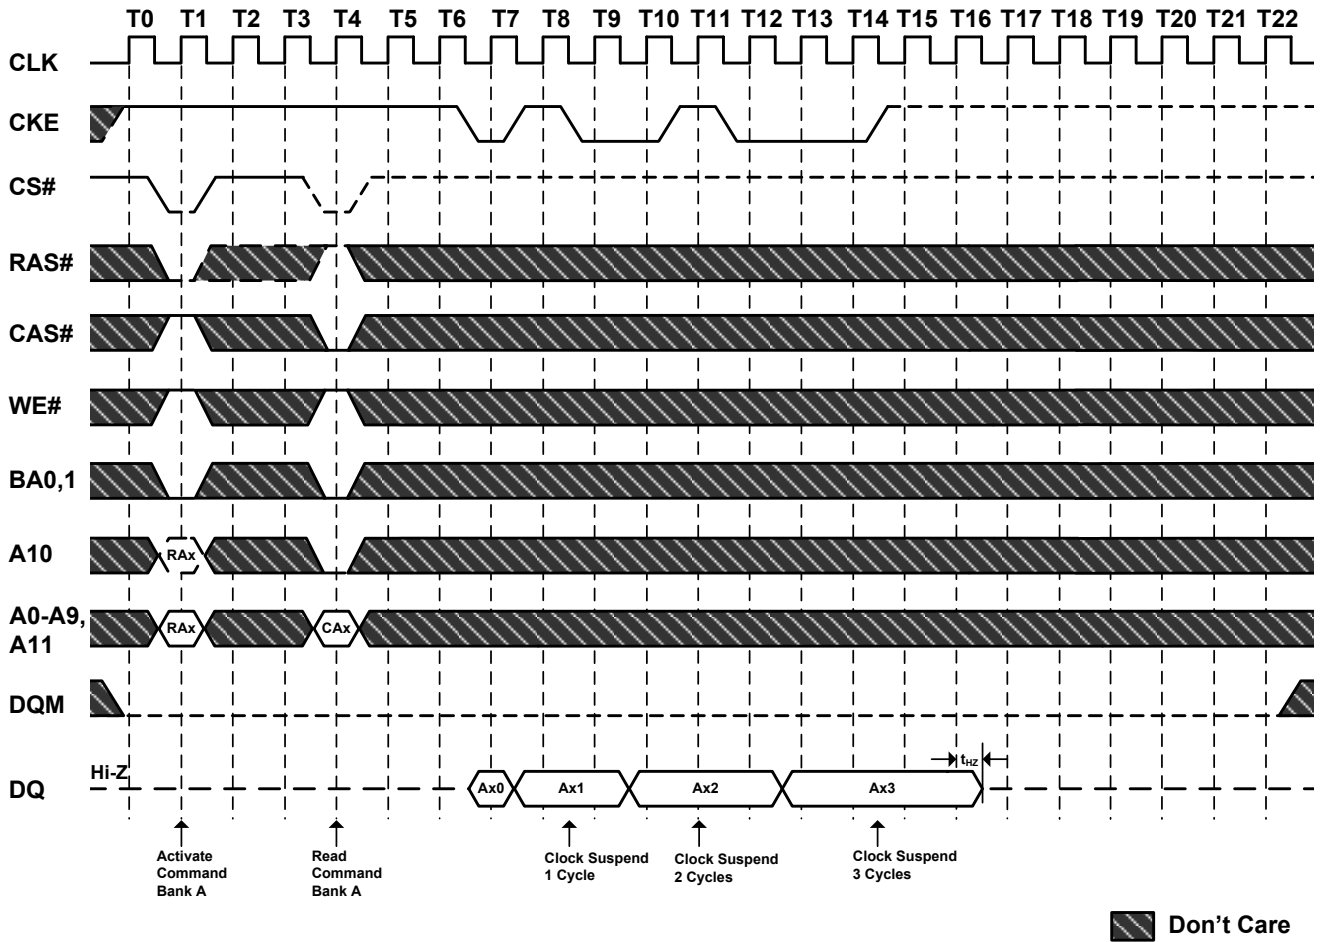 T0 T1 T2 T3 T4 T5 T6 T7 T8 T9 T10 T11 T12 T13 T14 T15 T16 T17 T18 T19 T20 T21 T22
CLK
CKE
CS#
RAS#
CAS#
WE#
BA0,1
A10 RAx
A0-A9,
A11
RAx CAx
DQM
tHZ
Hi-Z
DQ
Ax0 Ax1 Ax2 Ax3
Activate
Command
Bank A
Read
Command
Bank A
Clock Suspend
1 Cycle
Clock Suspend
2 Cycles
Clock Suspend
3 Cycles
Don't Care